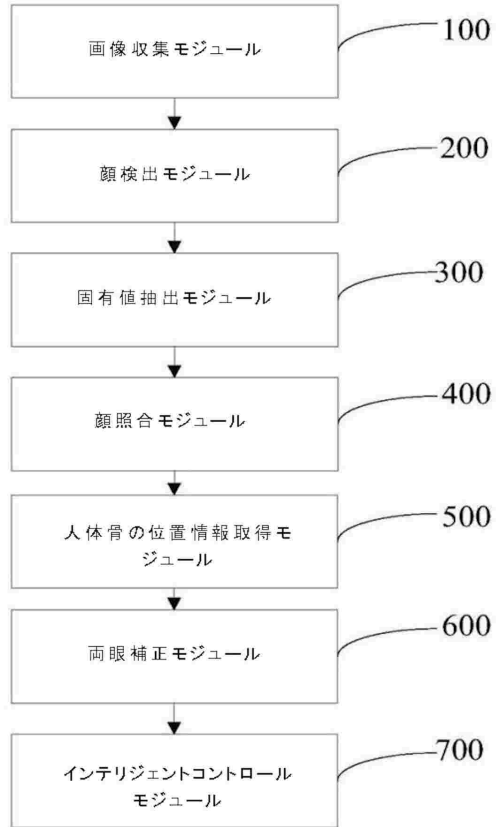 画像収集モジュール
100
顔検出モジュール
200
固有値抽出モジュール
300
顔照合モジュール
400
人体骨の位置情報取得モ
ジュール
500
両眼補正モジュール
600
インテリジェントコントロール
モジュール
700